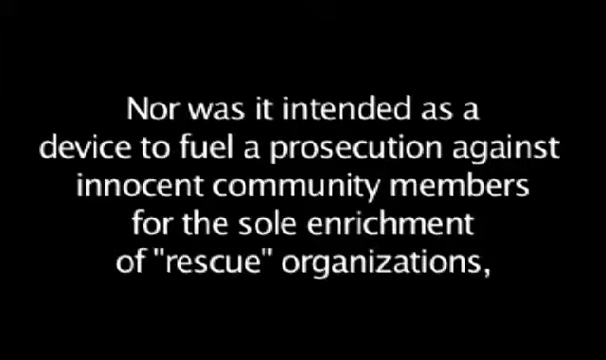 Nor was it intended as a
device to fuel a prosecution against
innocent community members
for the sole enrichment
of "rescue" organizations,